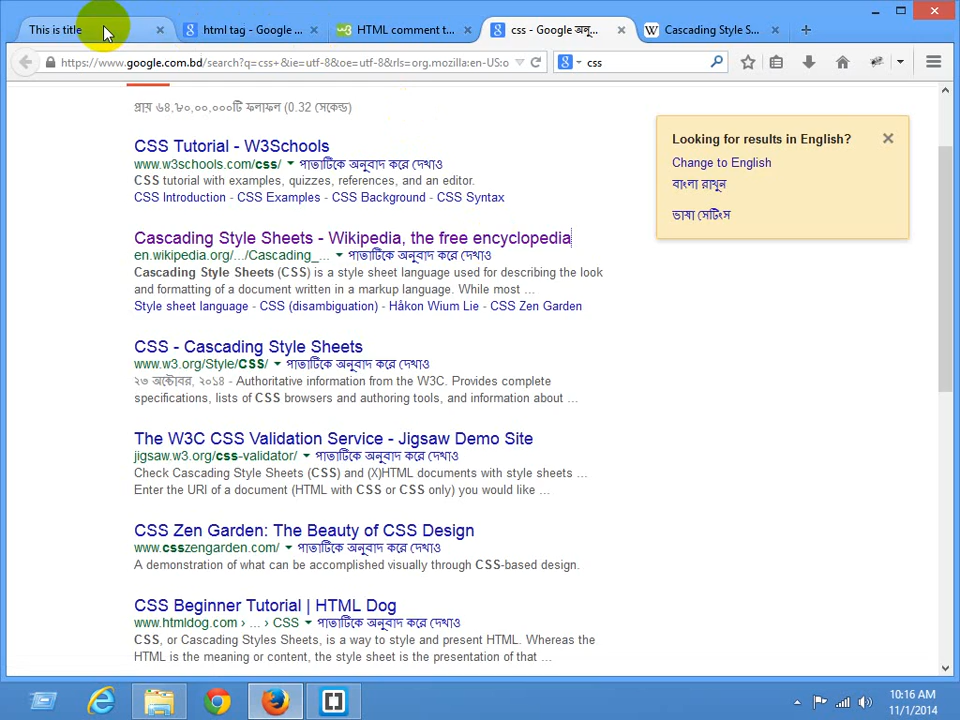 This is title
html tag - Google ...
HTML comment t...
css - Google অনু...
Cascading Style S...
https://www.google.com.bd/search?q=css+&ie=utf-8&oe=utf-8&rls=org.mozilla:en-US:o
css
প্রায় ৬৪,৮০,০০,০০০টি ফলাফল (0.32 সেকেন্ড)
CSS Tutorial - W3Schools
www.w3schools.com/css/ পাতাটিকে অনুবাদ করে দেখাও
CSS tutorial with examples, quizzes, references, and an editor.
CSS Introduction - CSS Examples - CSS Background - CSS Syntax
Cascading Style Sheets - Wikipedia, the free encyclopedia
en.wikipedia.org/.../Cascading_... পাতাটিকে অনুবাদ করে দেখাও
Cascading Style Sheets (CSS) is a style sheet language used for describing the look
and formatting of a document written in a markup language. While most ...
Style sheet language - CSS (disambiguation) - Håkon Wium Lie - CSS Zen Garden
CSS - Cascading Style Sheets
www.w3.org/Style/CSS/ পাতাটিকে অনুবাদ করে দেখাও
২৩ অক্টোবর, ২০১৪ - Authoritative information from the W3C. Provides complete
specifications, lists of CSS browsers and authoring tools, and information about ...
The W3C CSS Validation Service - Jigsaw Demo Site
jigsaw.w3.org/css-validator/ পাতাটিকে অনুবাদ করে দেখাও
Check Cascading Style Sheets (CSS) and (X)HTML documents with style sheets ...
Enter the URI of a document (HTML with CSS or CSS only) you would like ...
CSS Zen Garden: The Beauty of CSS Design
www.csszengarden.com/ পাতাটিকে অনুবাদ করে দেখাও
A demonstration of what can be accomplished visually through CSS-based design.
CSS Beginner Tutorial | HTML Dog
www.htmldog.com › ... › CSS পাতাটিকে অনুবাদ করে দেখাও
CSS, or Cascading Styles Sheets, is a way to style and present HTML. Whereas the
HTML is the meaning or content, the style sheet is the presentation of that ...
Looking for results in English?
Change to English
বাংলা রাখুন
ভাষা সেটিংস
10:16 AM
11/1/2014